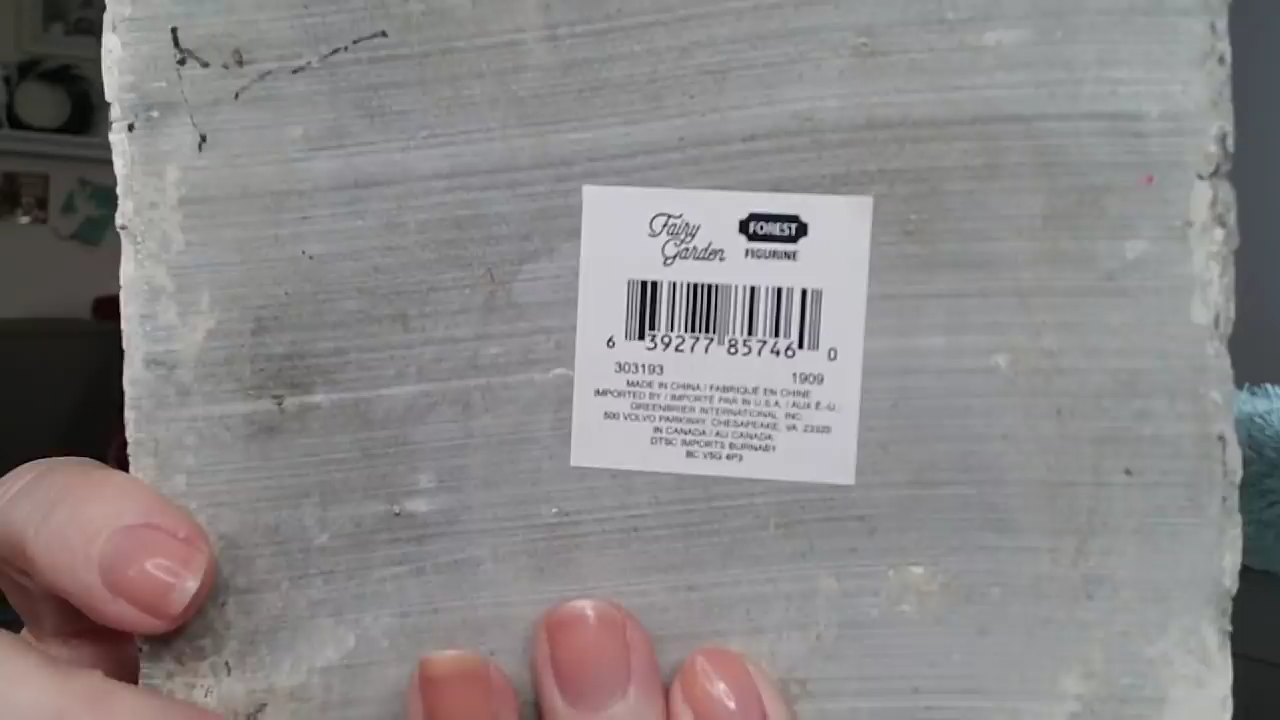 Fairy Garden
FOREST
FIGURINE
6 39277 85746 0
303193 1909
MADE IN CHINA / FABRIQUÉ EN CHINE
IMPORTED BY / IMPORTÉ PAR IN U.S.A. / AUX É.-U.:
GREENBRIER INTERNATIONAL, INC.
500 VOLVO PARKWAY, CHESAPEAKE, VA 23320
IN CANADA / AU CANADA:
DTSC IMPORTS BURNABY
BC V5G 4P3